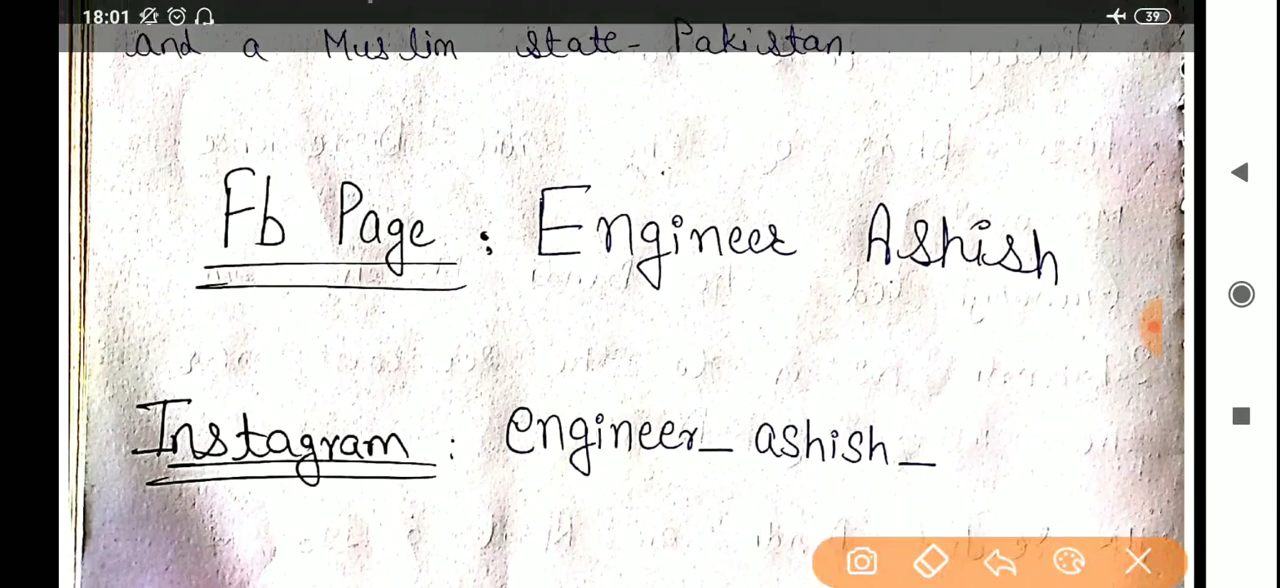 18:01 39
and a Muslim state- Pakistan.
Fb Page : Engineer Ashish
Instagram : engineer_ashish_